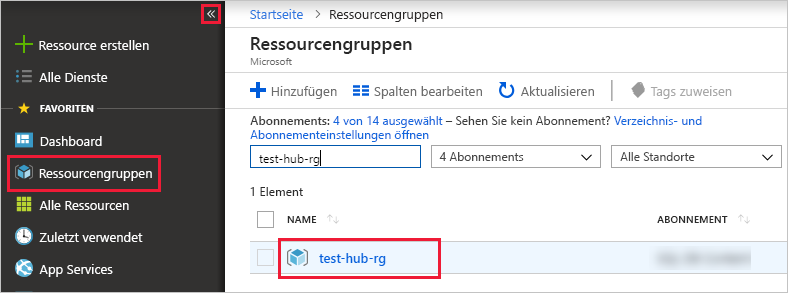 «
Ressource erstellen
Alle Dienste
FAVORITEN
Dashboard
Ressourcengruppen
Alle Ressourcen
Zuletzt verwendet
App Services
Startseite > Ressourcengruppen
Ressourcengruppen
Microsoft
Hinzufügen Spalten bearbeiten Aktualisieren Tags zuweisen
Abonnements: 4 von 14 ausgewählt – Sehen Sie kein Abonnement? Verzeichnis- und
Abonnementeinstellungen öffnen
test-hub-rg 4 Abonnements Alle Standorte
1 Element
NAME ABONNEMENT
test-hub-rg